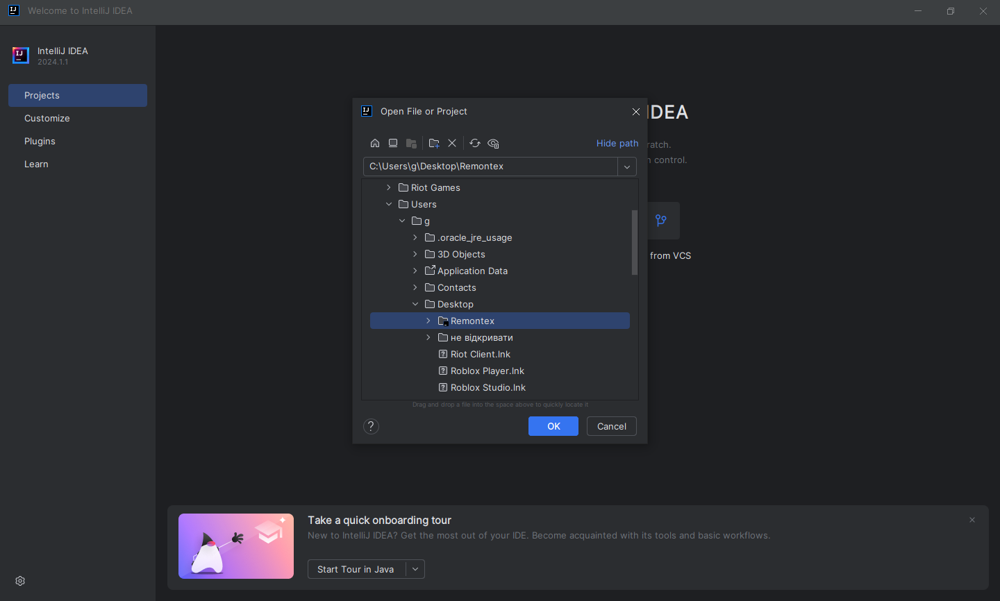 Welcome to IntelliJ IDEA
IntelliJ IDEA
2024.1.1
Projects
Customize
Plugins
Learn
Open File or Project
Hide path
C:\Users\g\Desktop\Remontex
Riot Games
Users
g
.oracle_jre_usage
3D Objects
Application Data
Contacts
Desktop
Remontex
не відкривати
Riot Client.lnk
Roblox Player.lnk
Roblox Studio.lnk
Drag and drop a file into the space above to quickly locate it
?
OK
Cancel
IDEA
ratch.
control.
from VCS
Take a quick onboarding tour
New to IntelliJ IDEA? Get the most out of your IDE. Become acquainted with its tools and basic workflows.
Start Tour in Java